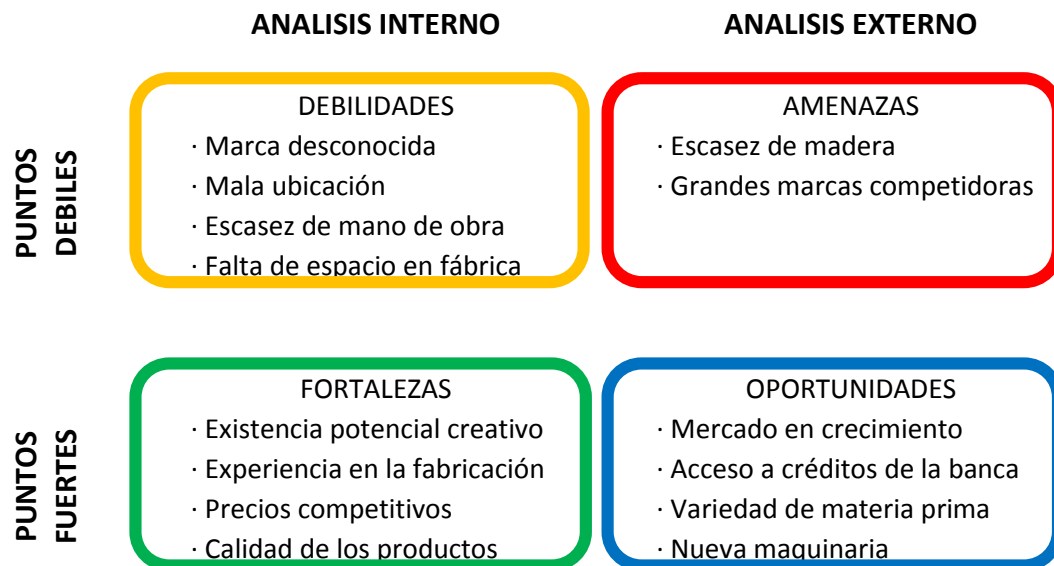 ANALISIS INTERNO
ANALISIS EXTERNO
PUNTOS
DEBILES
DEBILIDADES
· Marca desconocida
· Mala ubicación
· Escasez de mano de obra
· Falta de espacio en fábrica
AMENAZAS
· Escasez de madera
· Grandes marcas competidoras
PUNTOS
FUERTES
FORTALEZAS
· Existencia potencial creativo
· Experiencia en la fabricación
· Precios competitivos
· Calidad de los productos
OPORTUNIDADES
· Mercado en crecimiento
· Acceso a créditos de la banca
· Variedad de materia prima
· Nueva maquinaria